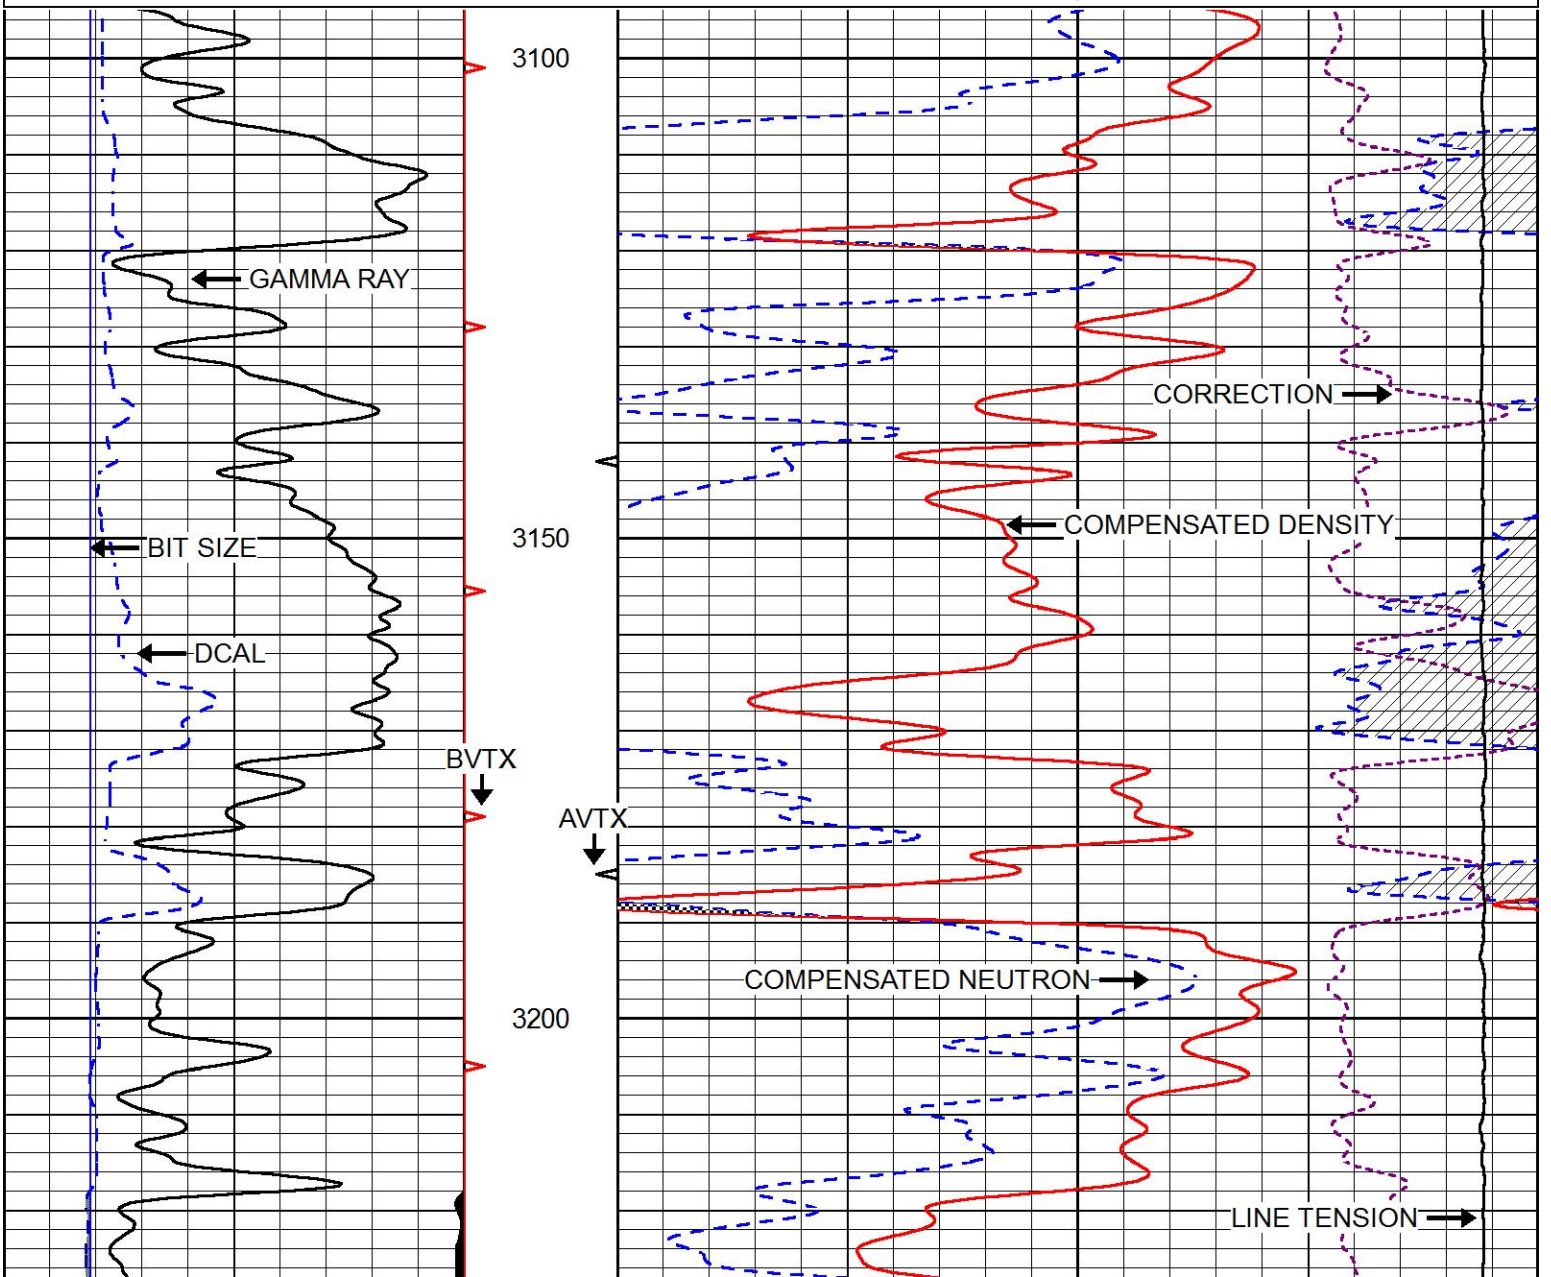 3100
GAMMA RAY
CORRECTION
COMPENSATED DENSITY
3150
BIT SIZE
DCAL
BVTX
AVTX
COMPENSATED NEUTRON
3200
LINE TENSION